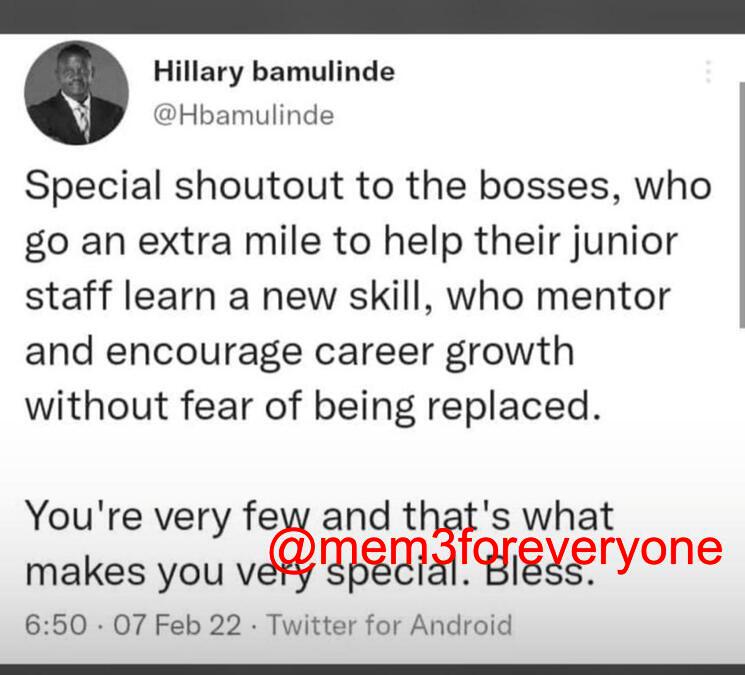 Hillary bamulinde
@Hbamulinde
Special shoutout to the bosses, who
go an extra mile to help their junior
staff learn a new skill, who mentor
and encourage career growth
without fear of being replaced.
You're very few and that's what
@mem3foreveryone
makes you very special. Bless.
6:50 · 07 Feb 22 · Twitter for Android